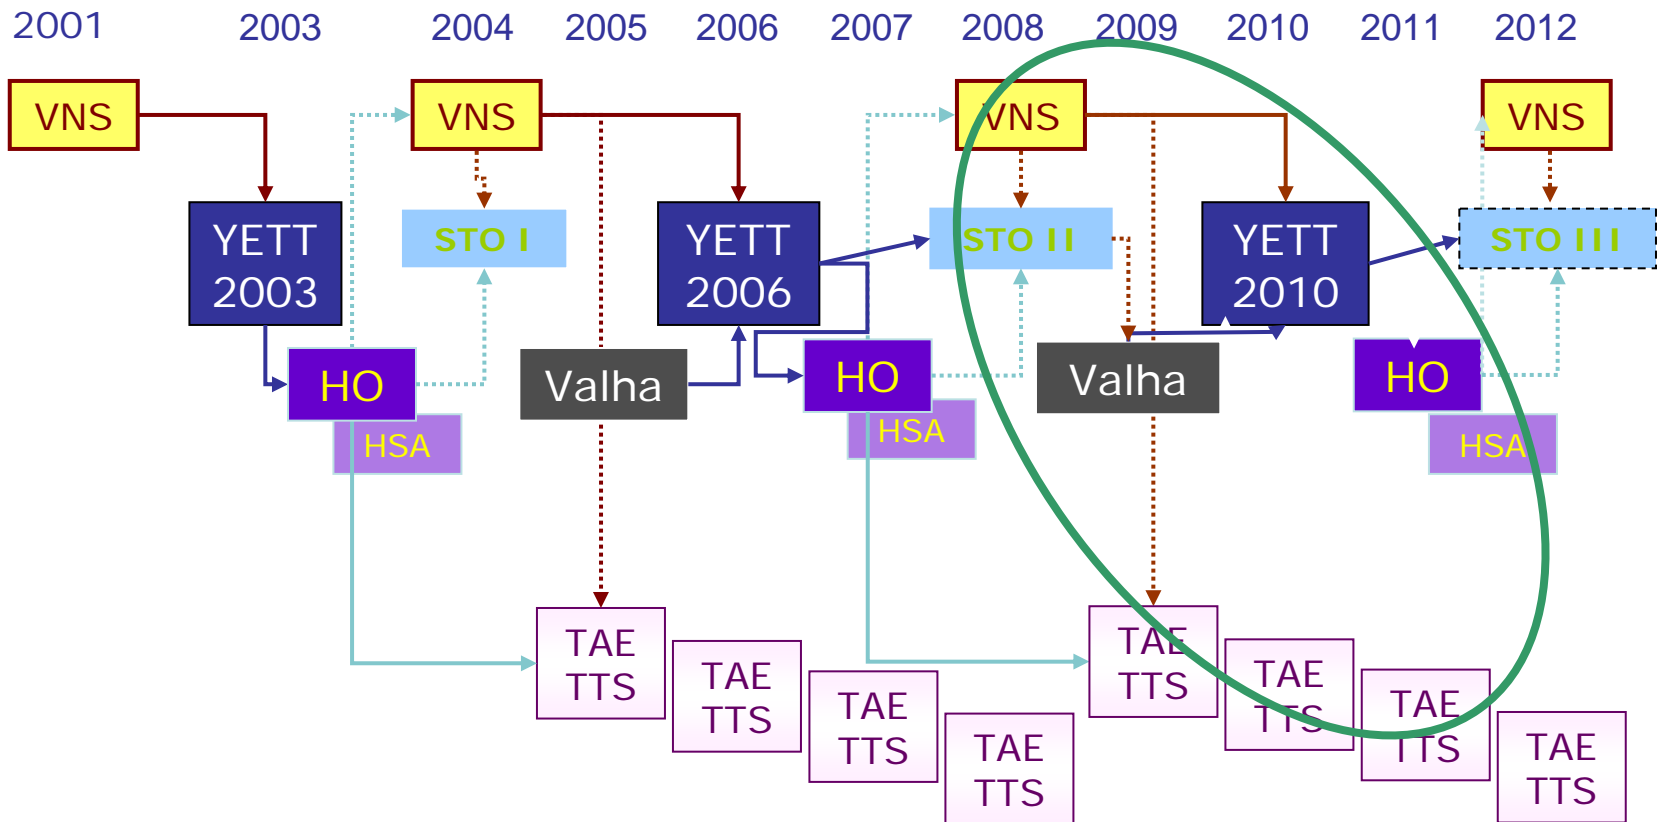 2001 2003 2004 2005 2006 2007 2008 2009 2010 2011 2012
VNS VNS VNS VNS
YETT
2003
STO I
YETT
2006
STO II
YETT
2010
STO III
HO
HSA
Valha
HO
HSA
Valha
HO
HSA
TAE
TTS
TAE
TTS
TAE
TTS
TAE
TTS
TAE
TTS
TAE
TTS
TAE
TTS
TAE
TTS